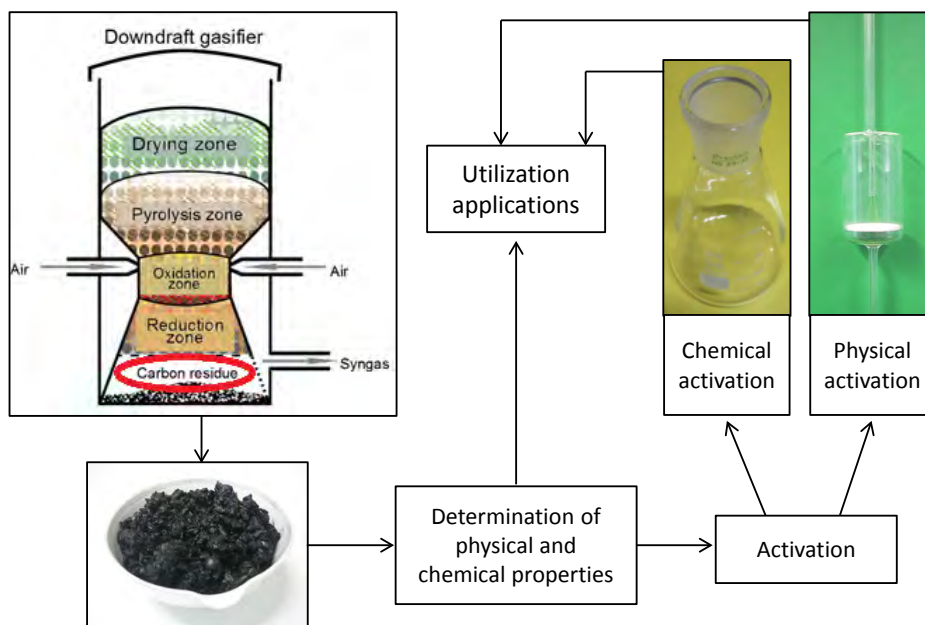 Downdraft gasifier
Drying zone
Pyrolysis zone
Air
Air
Oxidation
zone
Reduction
zone
Syngas
Carbon residue
Utilization
applications
Chemical
activation
Physical
activation
Determination of
physical and
chemical properties
Activation